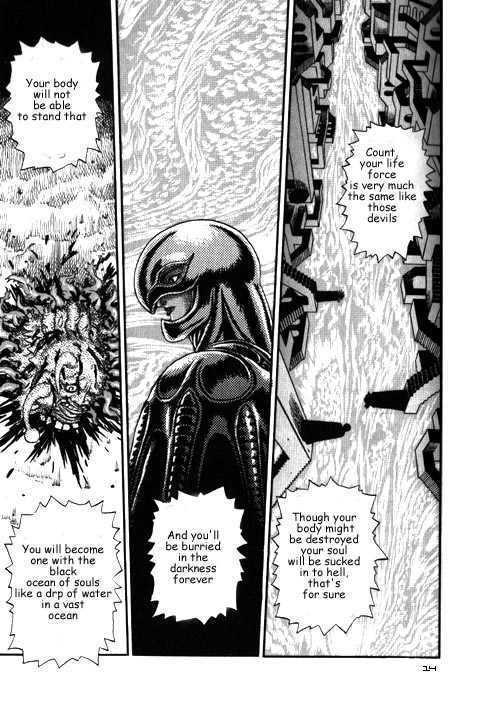 Count,
your life
force
is very much
the same like
those
devils
Though your
body might
be destroyed
your soul
will be sucked
in to hell,
that's
for sure
And you'll
be burried
in the
darkness
forever
Your body
will not
be able
to stand that
You will become
one with the
black
ocean of souls
like a drp of water
in a vast
ocean
14